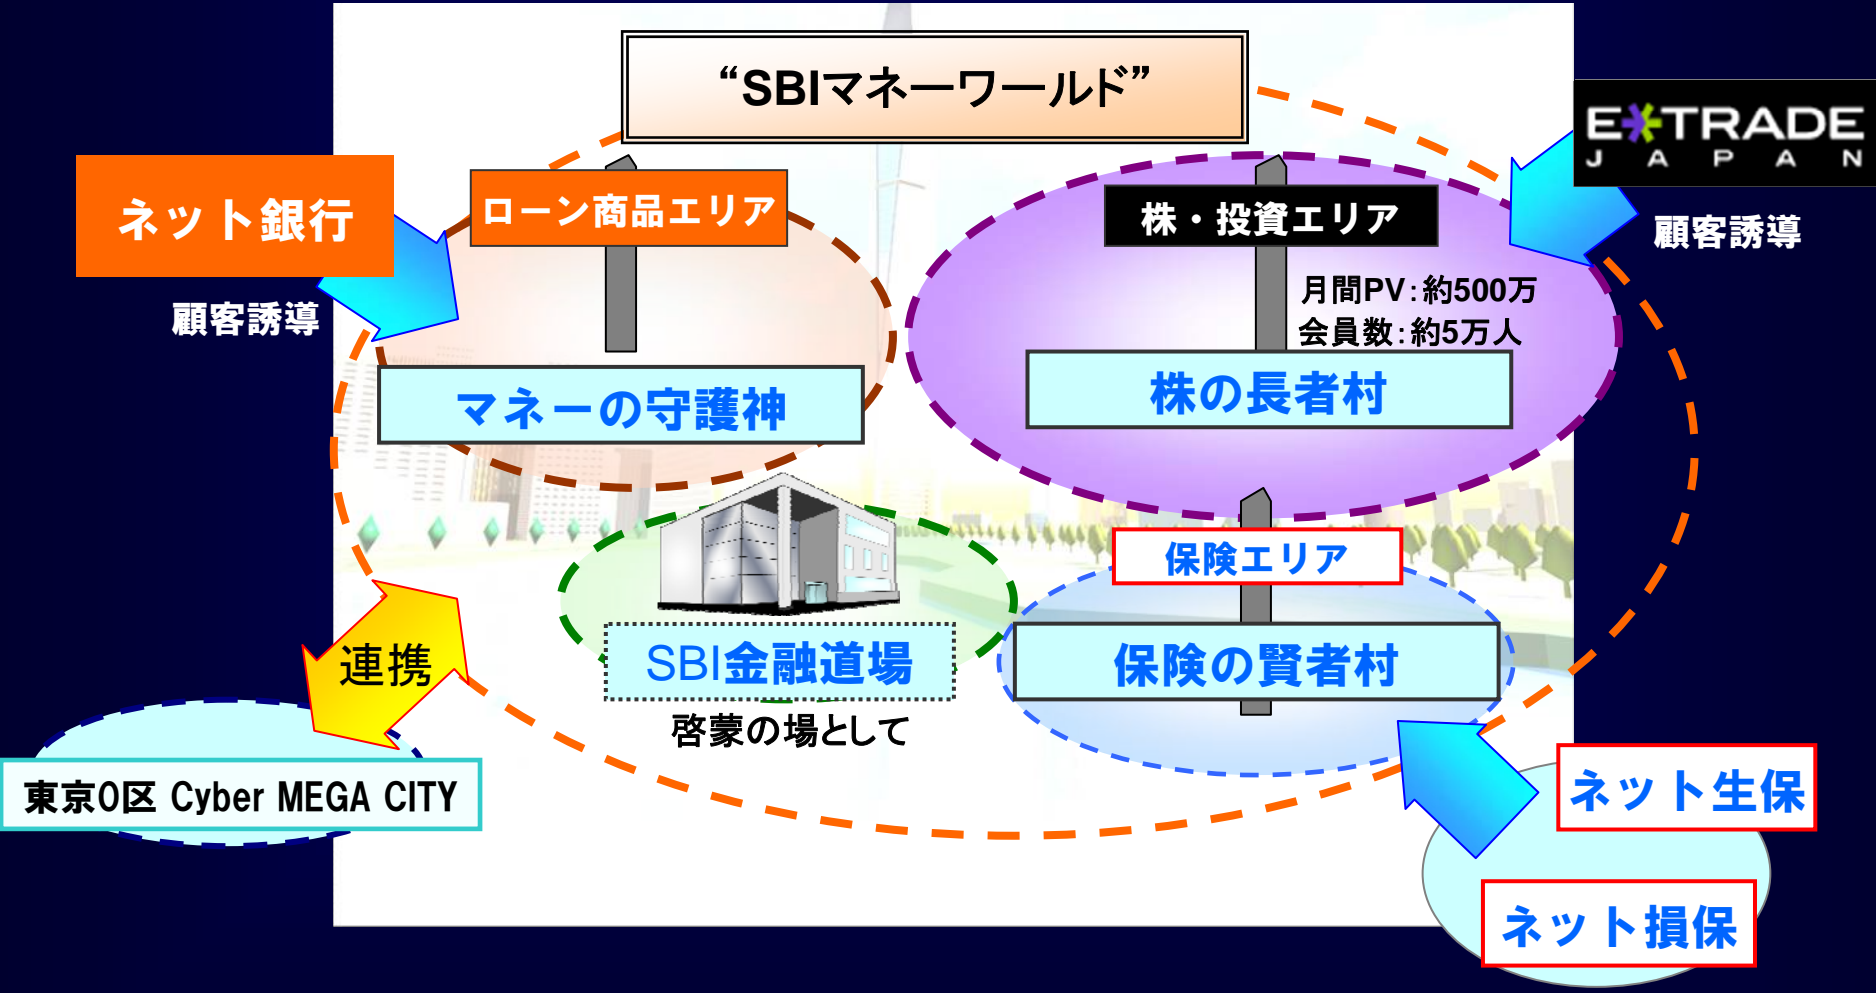 “SBIマネーワールド”
E*TRADE
JAPAN
ネット銀行
ローン商品エリア
株・投資エリア
顧客誘導
顧客誘導
月間PV:約500万
会員数:約5万人
マネーの守護神
株の長者村
保険エリア
連携
SBI金融道場
保険の賢者村
啓蒙の場として
東京0区 Cyber MEGA CITY
ネット生保
ネット損保